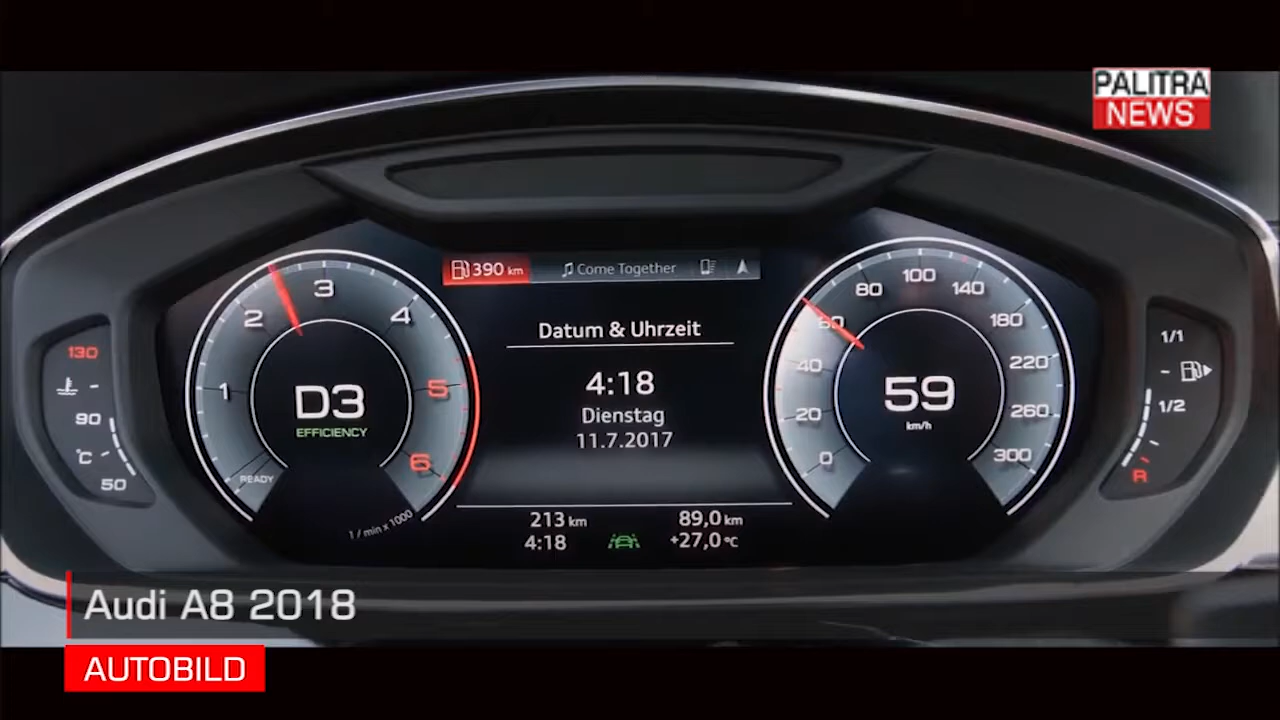 PALITRA
NEWS
390 km
Come Together
Datum & Uhrzeit
4:18
Dienstag
11.7.2017
213 km
89,0 km
4:18
+27,0 °C
1
2
3
4
5
6
READY
D3
EFFICIENCY
1 / min x 1000
0
20
40
60
80
100
140
180
220
260
300
59
km/h
130
90
°C
50
1/1
1/2
R
Audi A8 2018
AUTOBILD